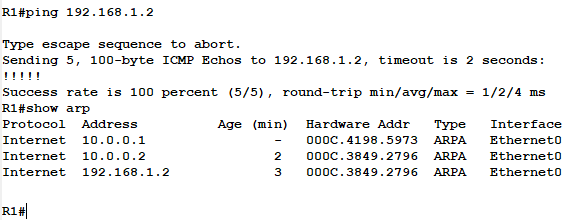 R1#ping 192.168.1.2
Type escape sequence to abort.
Sending 5, 100-byte ICMP Echos to 192.168.1.2, timeout is 2 seconds:
!!!!!
Success rate is 100 percent (5/5), round-trip min/avg/max = 1/2/4 ms
R1#show arp
Protocol  Address          Age (min)  Hardware Addr   Type   Interface
Internet  10.0.0.1                -   000C.4198.5973  ARPA   Ethernet0
Internet  10.0.0.2                2   000C.3849.2796  ARPA   Ethernet0
Internet  192.168.1.2             3   000C.3849.2796  ARPA   Ethernet0
R1#